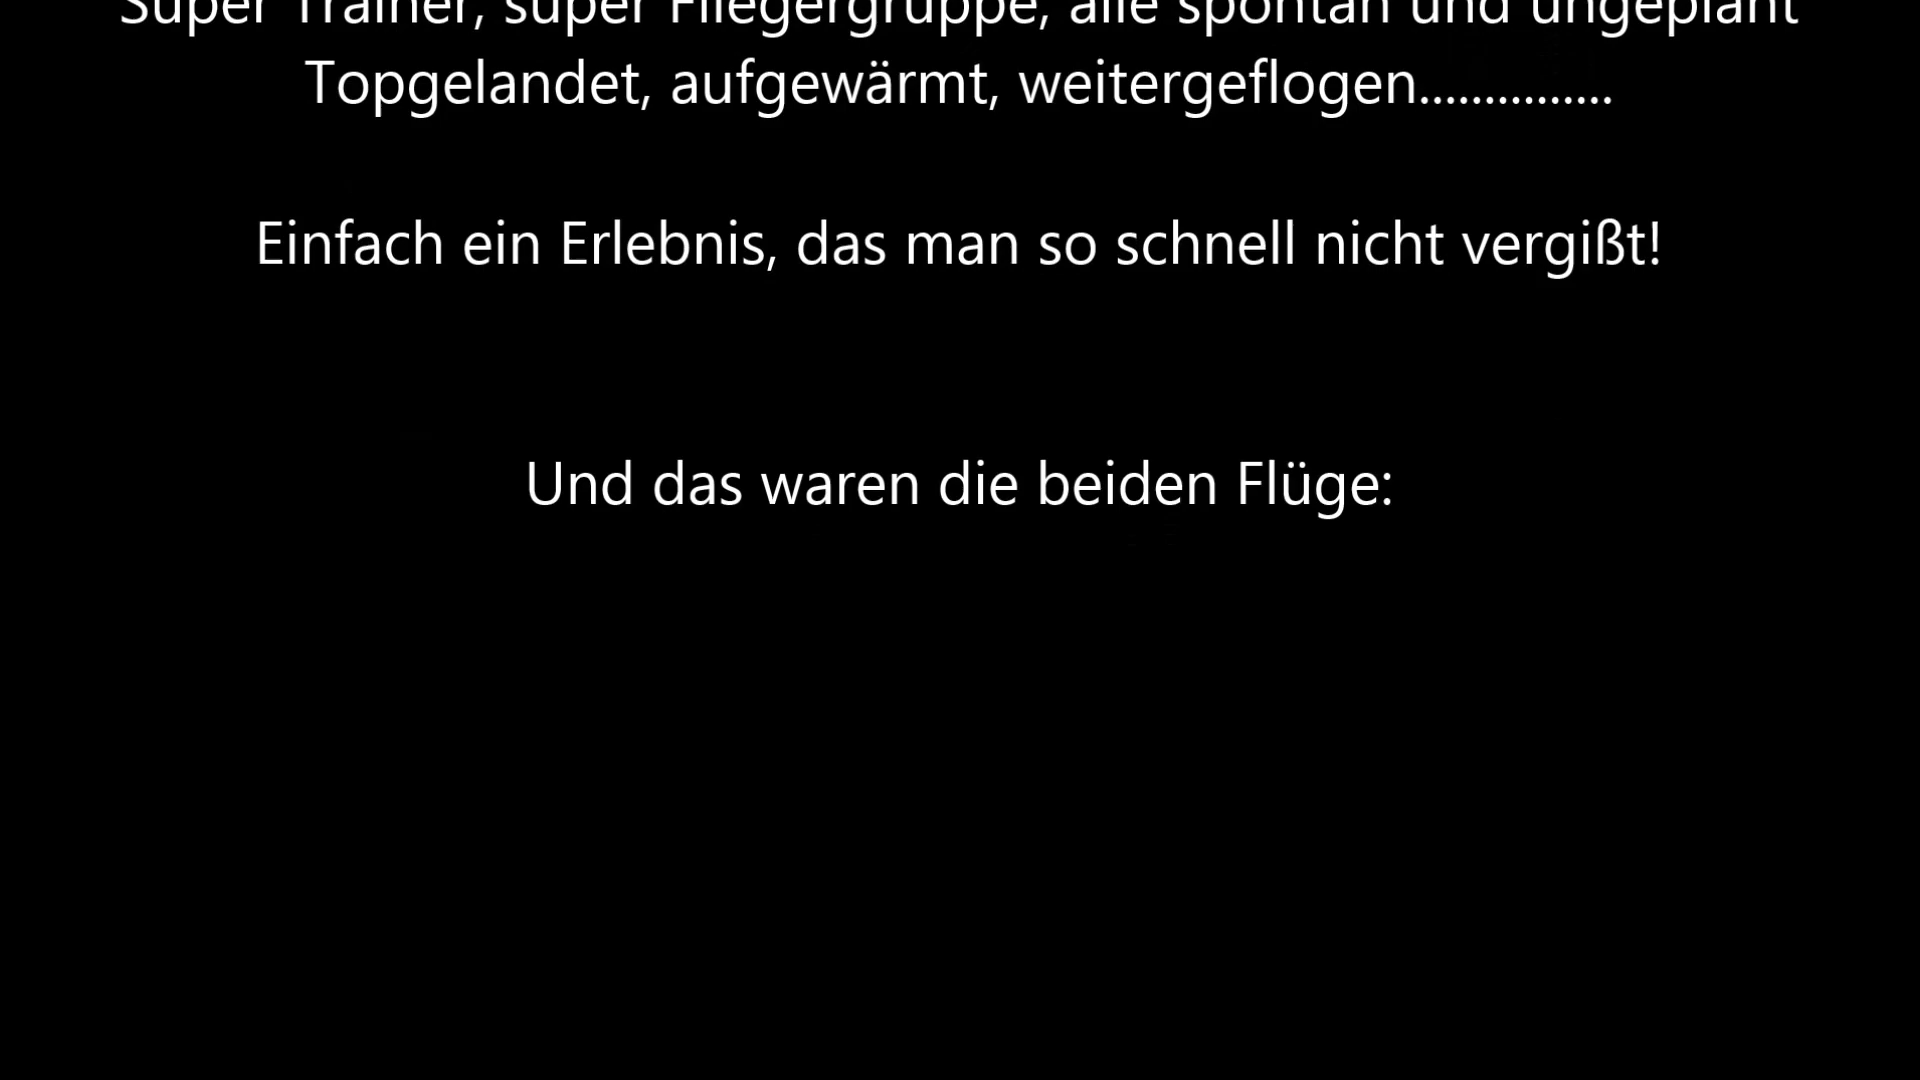 Super Trainer, super Fliegergruppe, alle spontan und ungeplant
Topgelandet, aufgewärmt, weitergeflogen...............
Einfach ein Erlebnis, das man so schnell nicht vergißt!
Und das waren die beiden Flüge: